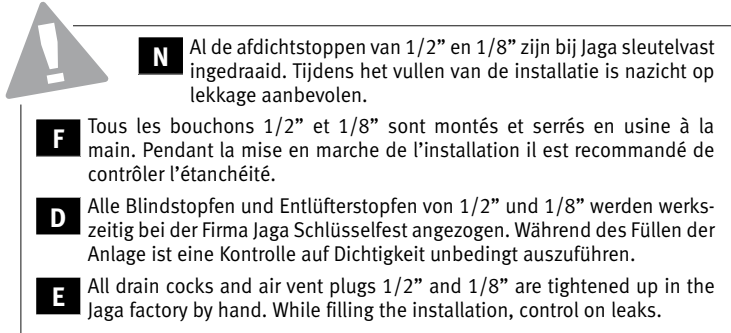 N Al de afdichtstoppen van 1/2” en 1/8” zijn bij Jaga sleutelvast
ingedraaid. Tijdens het vullen van de installatie is nazicht op
lekkage aanbevolen.
F Tous les bouchons 1/2” et 1/8” sont montés et serrés en usine à la
main. Pendant la mise en marche de l’installation il est recommandé de
contrôler l’étanchéité.
D Alle Blindstopfen und Entlüfterstopfen von 1/2” und 1/8” werden werks-
zeitig bei der Firma Jaga Schlüsselfest angezogen. Während des Füllen der
Anlage ist eine Kontrolle auf Dichtigkeit unbedingt auszuführen.
E All drain cocks and air vent plugs 1/2” and 1/8” are tightened up in the
Jaga factory by hand. While filling the installation, control on leaks.